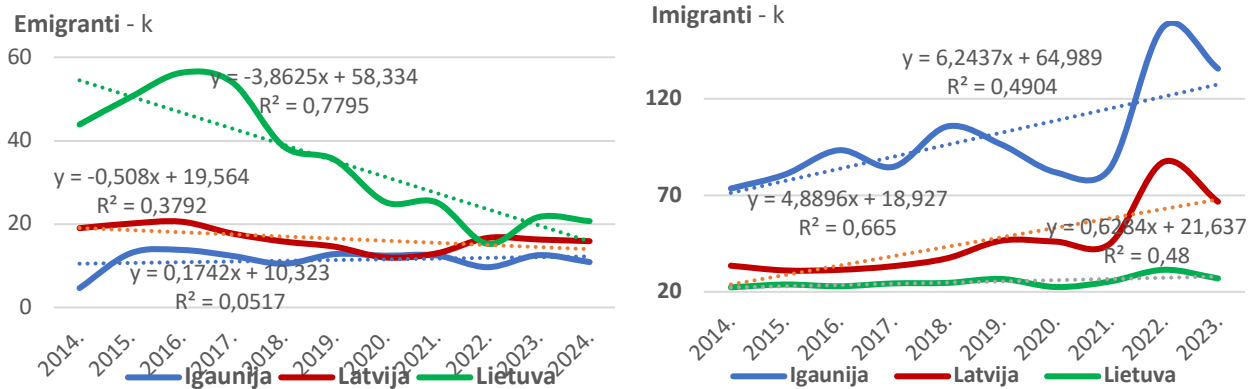 Emigranti - k
60
40
20
0
y = -3,8625x + 58,334
R² = 0,7795
y = -0,508x + 19,564
R² = 0,3792
y = 0,1742x + 10,323
R² = 0,0517
2014. 2015. 2016. 2017. 2018. 2019. 2020. 2021. 2022. 2023. 2024.
Igaunija Latvija Lietuva
Imigranti - k
120
70
20
y = 6,2437x + 64,989
R² = 0,4904
y = 4,8896x + 18,927
R² = 0,665
y = 0,6284x + 21,637
R² = 0,48
2014. 2015. 2016. 2017. 2018. 2019. 2020. 2021. 2022. 2023.
Igaunija Latvija Lietuva